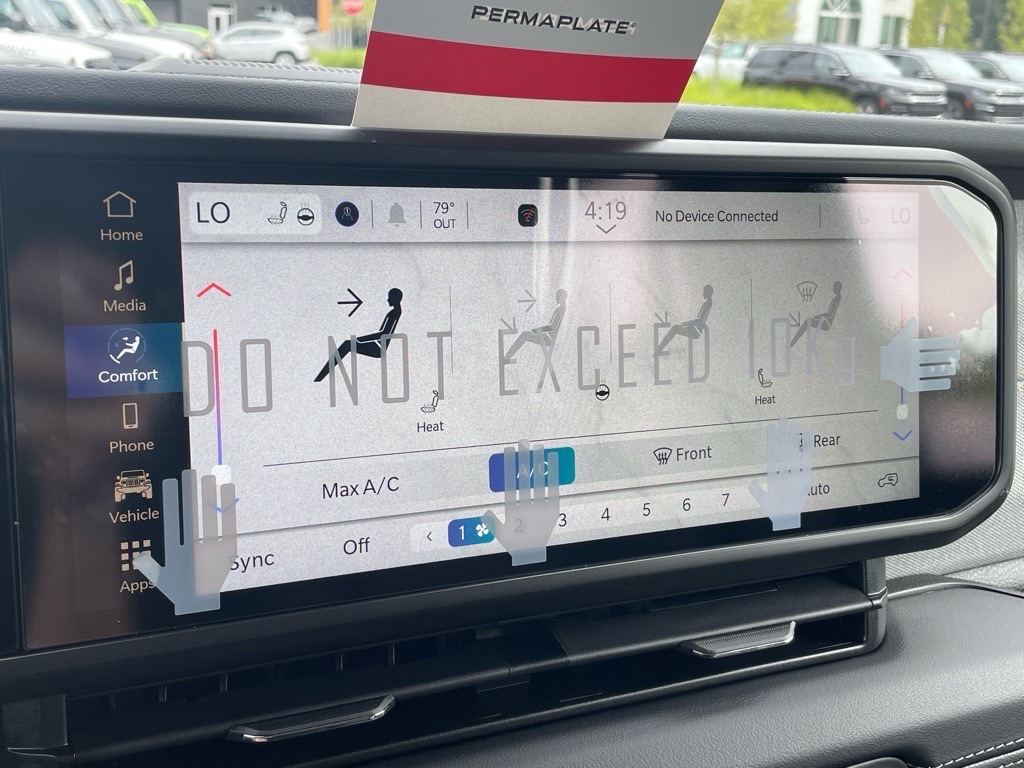 PERMAPLATE®
LO
79°
OUT
4:19
No Device Connected
LO
Home
Media
Comfort
Phone
Vehicle
Apps
DO NOT EXCEED 10Kg
Heat
Heat
Max A/C
A/C
Front
Rear
Sync
Off
< 1 2 3 4 5 6 7